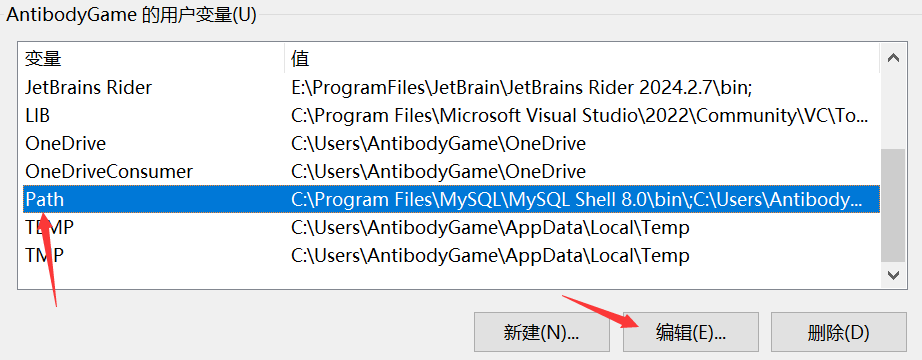 AntibodyGame 的用户变量(U)
变量 值
JetBrains Rider E:\ProgramFiles\JetBrain\JetBrains Rider 2024.2.7\bin;
LIB C:\Program Files\Microsoft Visual Studio\2022\Community\VC\To...
OneDrive C:\Users\AntibodyGame\OneDrive
OneDriveConsumer C:\Users\AntibodyGame\OneDrive
Path C:\Program Files\MySQL\MySQL Shell 8.0\bin\;C:\Users\Antibody...
TEMP C:\Users\AntibodyGame\AppData\Local\Temp
TMP C:\Users\AntibodyGame\AppData\Local\Temp
新建(N)... 编辑(E)... 删除(D)